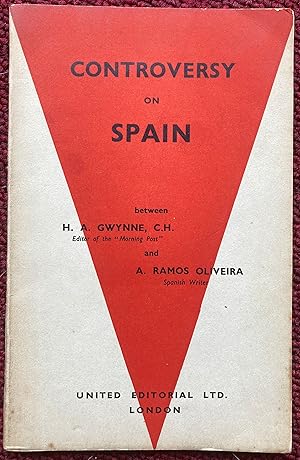 CONTROVERSY
ON
SPAIN
between
H. A. GWYNNE, C.H.
Editor of the "Morning Post"
and
A. RAMOS OLIVEIRA
Spanish Writer
UNITED EDITORIAL LTD.
LONDON